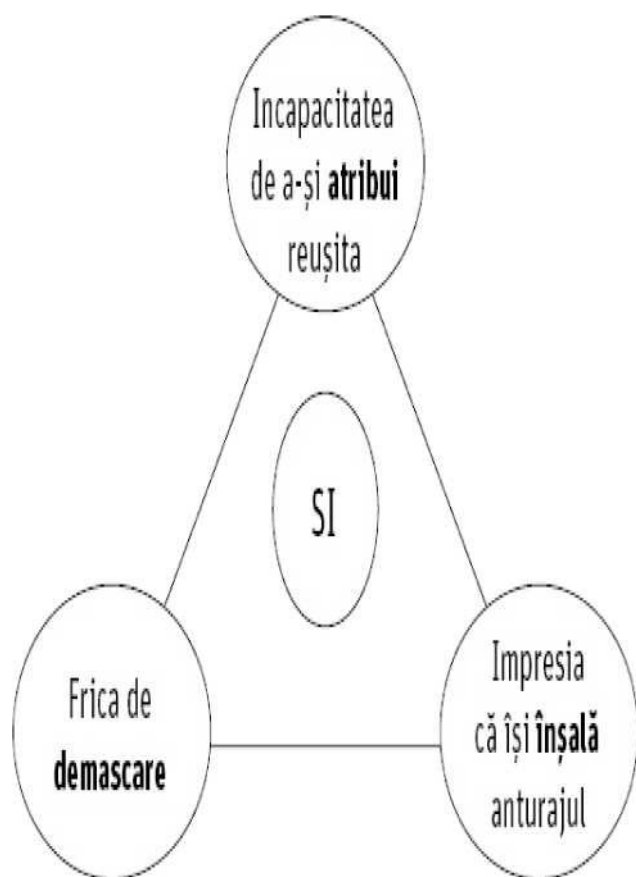 Incapacitatea
de a-și atribui
reușita
SI
Frica de
demascare
Impresia
că își înșală
anturajul